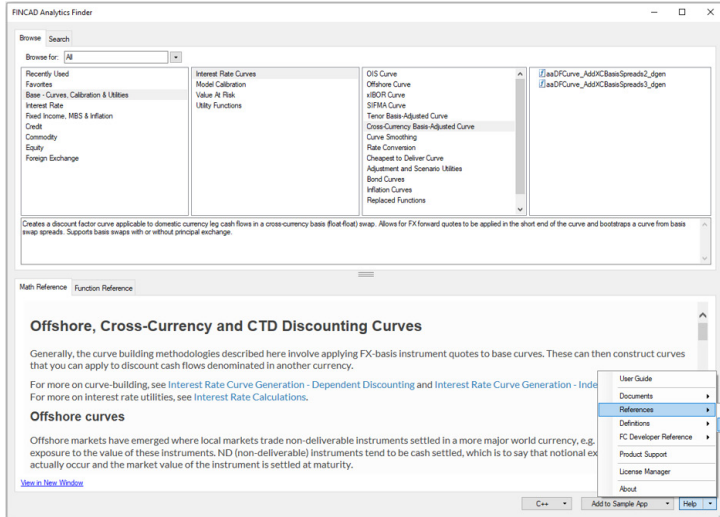 FINCAD Analytics Finder
Browse Search
Browse for: All
Recently Used
Favorites
Base - Curves, Calibration & Utilities
Interest Rate
Fixed Income, MBS & Inflation
Credit
Commodity
Equity
Foreign Exchange
Interest Rate Curves
Model Calibration
Value At Risk
Utility Functions
OIS Curve
Offshore Curve
xIBOR Curve
SIFMA Curve
Tenor Basis-Adjusted Curve
Cross-Currency Basis-Adjusted Curve
Curve Smoothing
Rate Conversion
Cheapest to Deliver Curve
Adjustment and Scenario Utilities
Bond Curves
Inflation Curves
Replaced Functions
aaDFCurve_AddXCBasisSpreads2_dgen
aaDFCurve_AddXCBasisSpreads3_dgen
Creates a discount factor curve applicable to domestic currency leg cash flows in a cross-currency basis (float-float) swap. Allows for FX forward quotes to be applied in the short end of the curve and bootstraps a curve from basis
swap spreads. Supports basis swaps with or without principal exchange.
Math Reference Function Reference
Offshore, Cross-Currency and CTD Discounting Curves
Generally, the curve building methodologies described here involve applying FX-basis instrument quotes to base curves. These can then construct curves
that you can apply to discount cash flows denominated in another currency.
For more on curve-building, see Interest Rate Curve Generation - Dependent Discounting and Interest Rate Curve Generation - Inde
For more on interest rate utilities, see Interest Rate Calculations.
Offshore curves
Offshore markets have emerged where local markets trade non-deliverable instruments settled in a more major world currency, e.g.
exposure to the value of these instruments. ND (non-deliverable) instruments tend to be cash settled, which is to say that notional ex
actually occur and the market value of the instrument is settled at maturity.
User Guide
Documents
References
Definitions
FC Developer Reference
Product Support
License Manager
About
View in New Window
C++ Add to Sample App Help